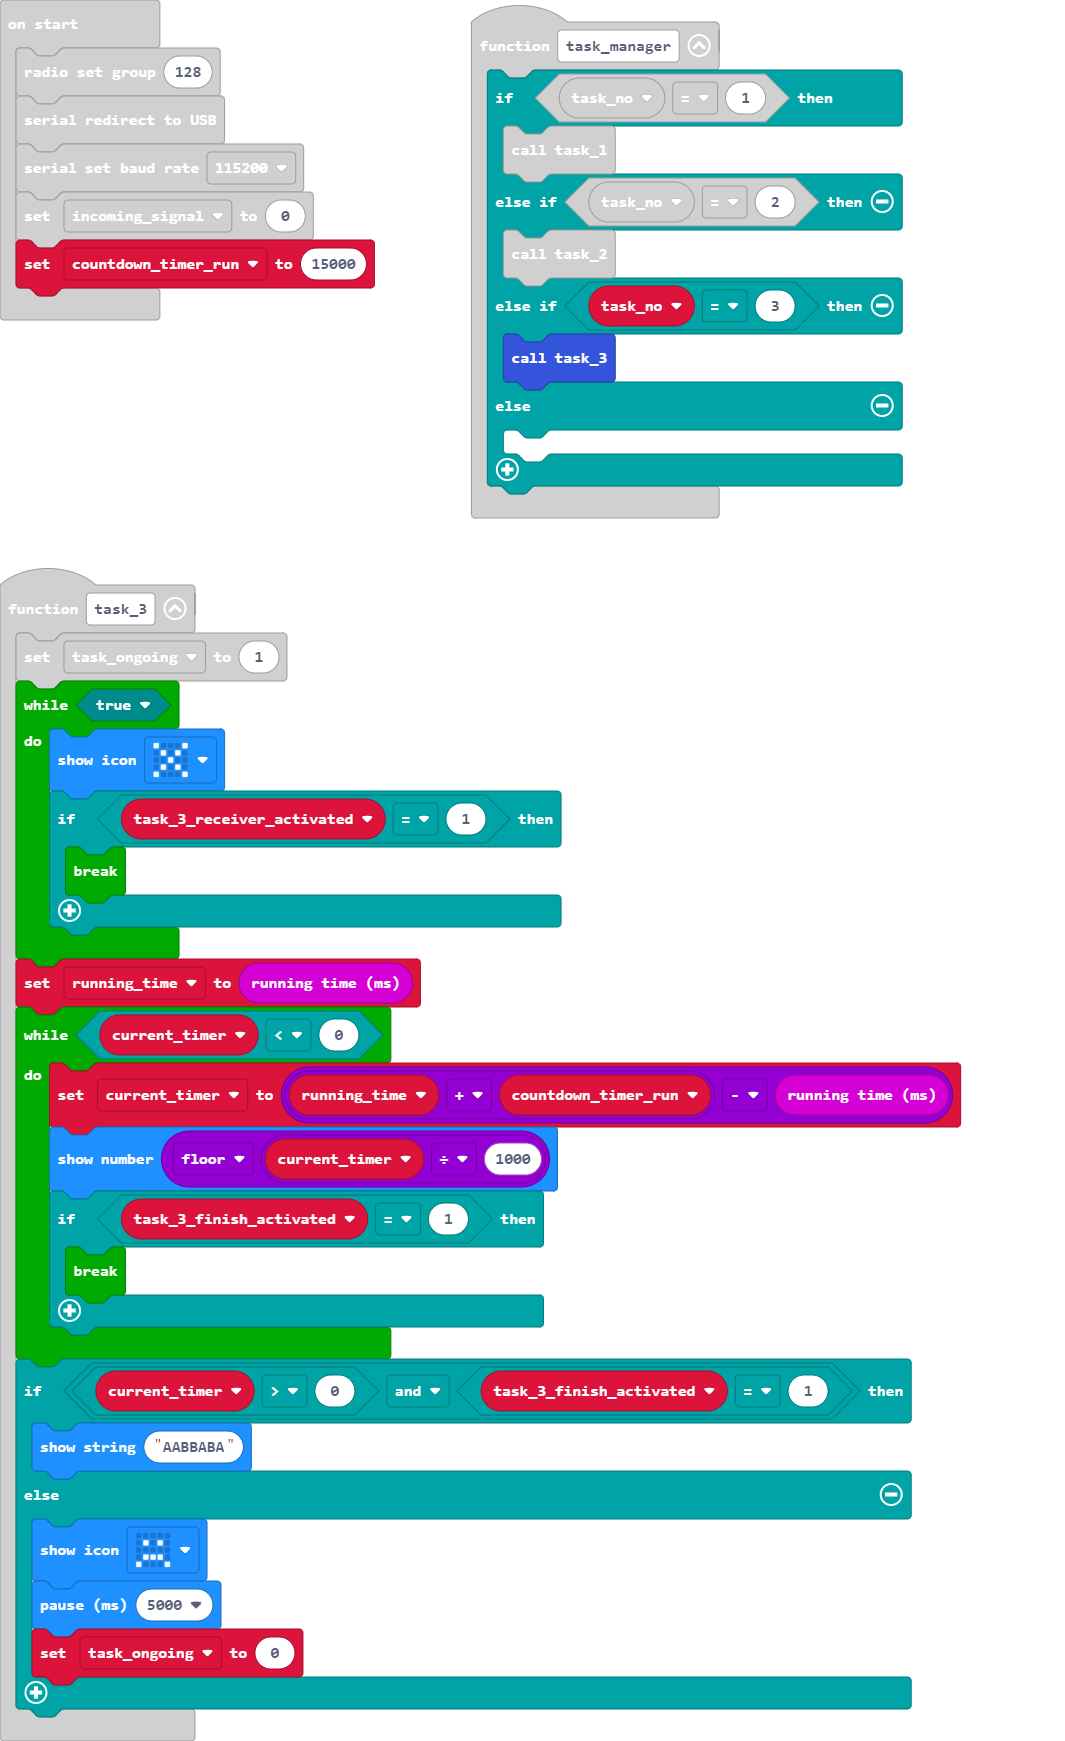 on start
radio set group 128
serial redirect to USB
serial set baud rate 115200
set incoming_signal to 0
set countdown_timer_run to 15000
function task_manager
if task_no = 1 then
call task_1
else if task_no = 2 then
call task_2
else if task_no = 3 then
call task_3
else
function task_3
set task_ongoing to 1
while true
do
show icon
if task_3_receiver_activated = 1 then
break
set running_time to running time (ms)
while current_timer < 0
do
set current_timer to running_time + countdown_timer_run - running time (ms)
show number floor current_timer ÷ 1000
if task_3_finish_activated = 1 then
break
if current_timer > 0 and task_3_finish_activated = 1 then
show string "AABBABA"
else
show icon
pause (ms) 5000
set task_ongoing to 0